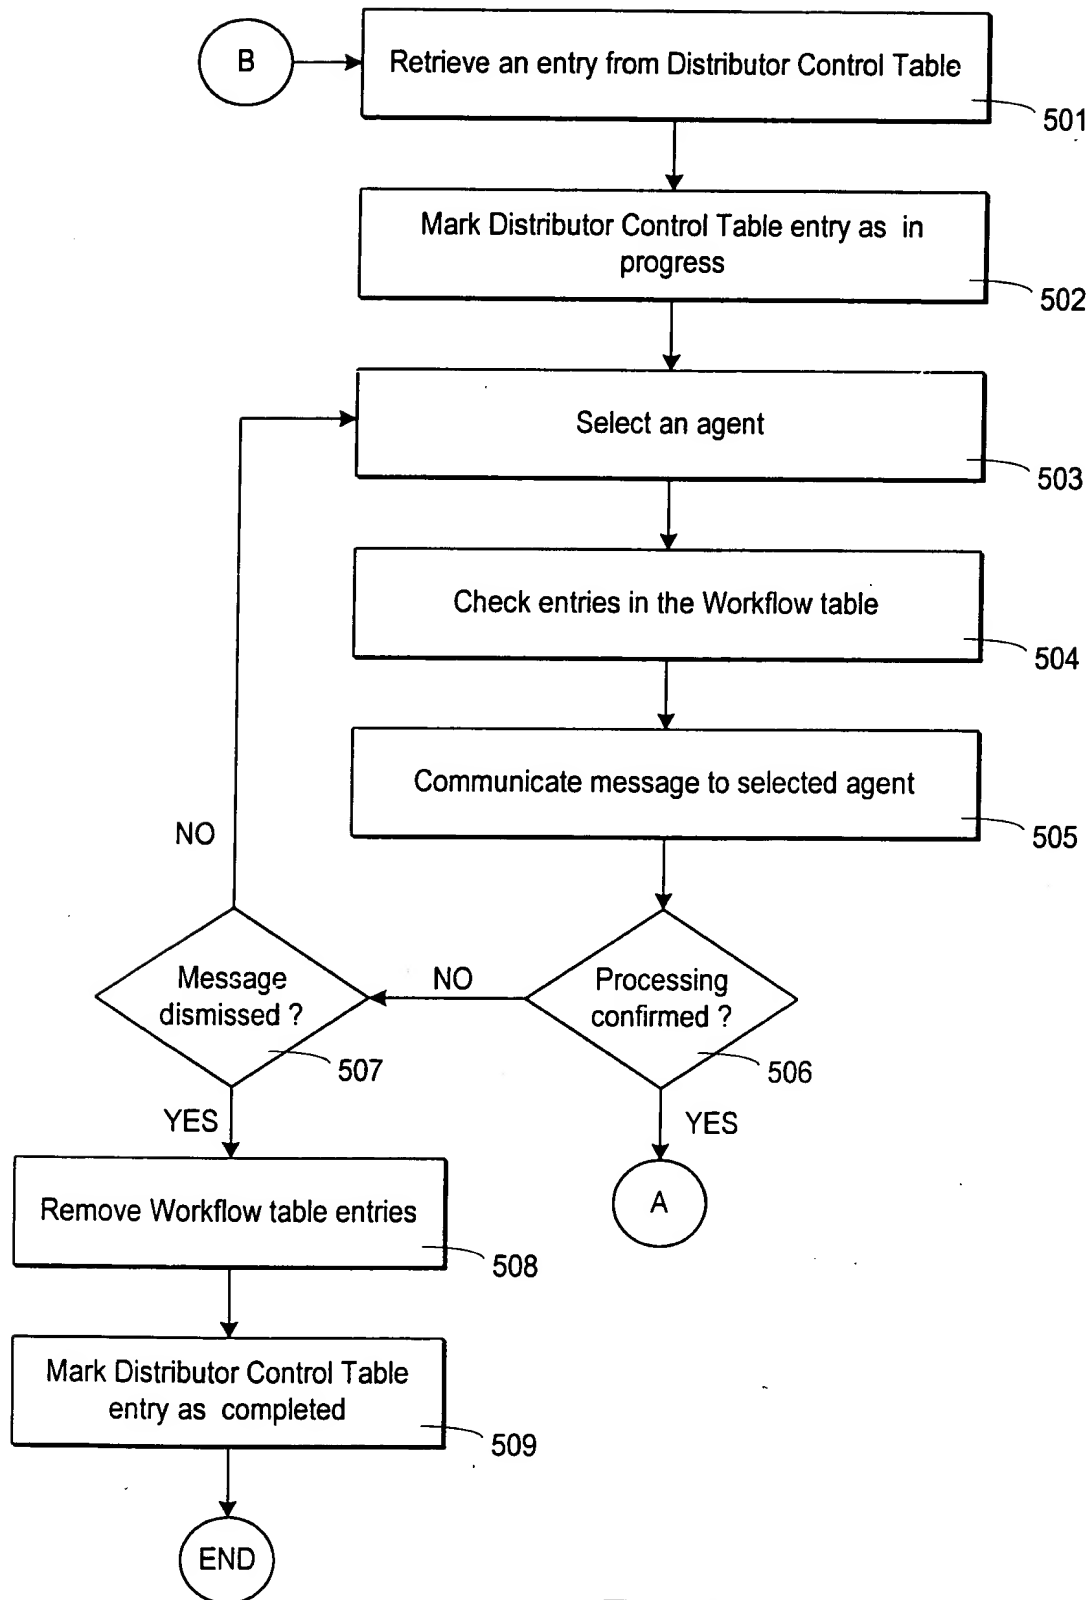 B
Retrieve an entry from Distributor Control Table
501
Mark Distributor Control Table entry as in
progress
502
Select an agent
503
Check entries in the Workflow table
504
Communicate message to selected agent
505
NO
Message
dismissed ?
507
NO
Processing
confirmed ?
506
YES
YES
A
Remove Workflow table entries
508
Mark Distributor Control Table
entry as completed
509
END